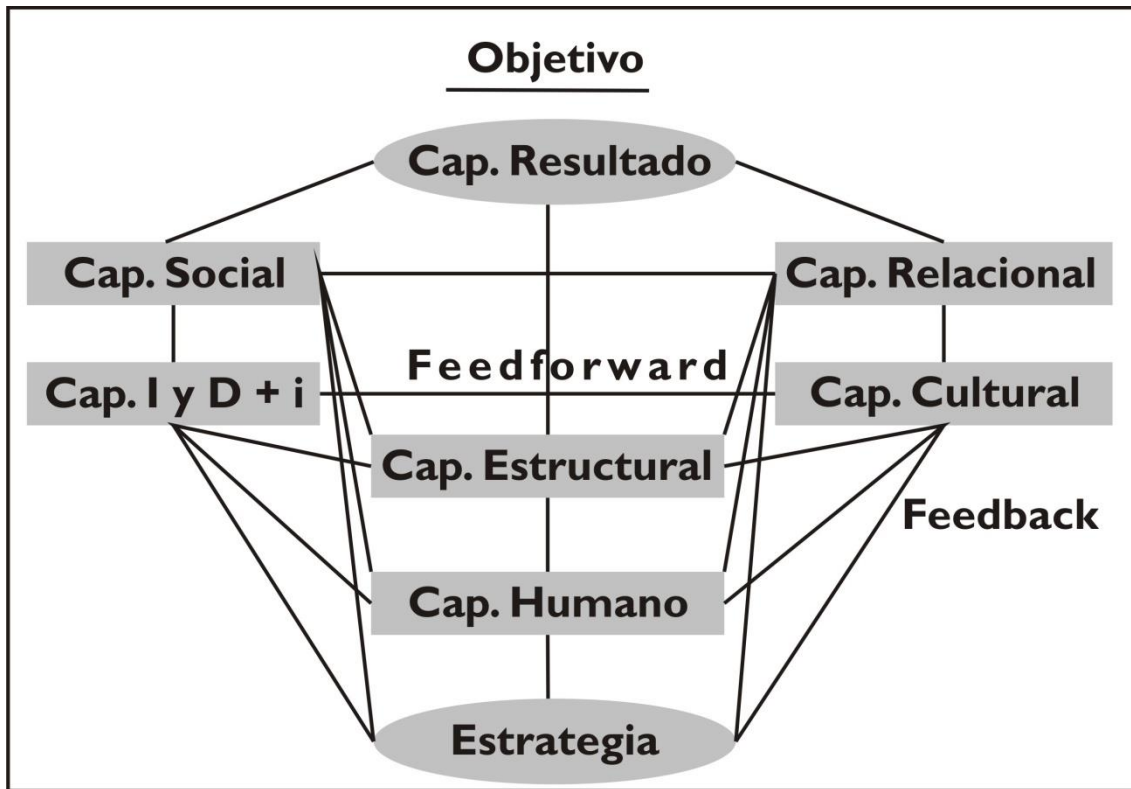 Objetivo
Cap. Resultado
Cap. Social
Cap. Relacional
Feedforward
Cap. I y D + i
Cap. Cultural
Cap. Estructural
Feedback
Cap. Humano
Estrategia